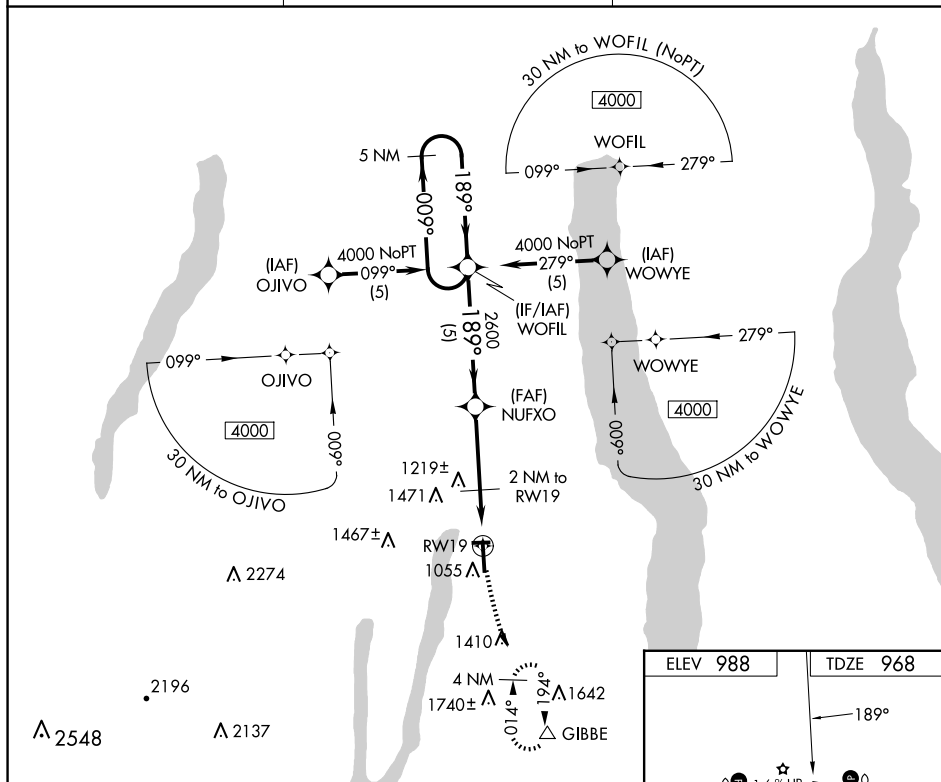 30 NM to WOFIL (NoPT)
4000
WOFIL
099°
279°
5 NM
189°
009°
(IAF)
OJIVO
4000 NoPT
099°
(5)
4000 NoPT
279°
(5)
(IAF)
WOWYE
(IF/IAF)
WOFIL
2600
189°
(5)
099°
OJIVO
009°
4000
30 NM to OJIVO
279°
WOWYE
009°
4000
30 NM to WOWYE
(FAF)
NUFXO
1219±
1471
2 NM to
RW19
1467±
RW19
1055
2274
1410
4 NM
1740±
014°
194°
1642
GIBBE
2196
2548
2137
ELEV 988
TDZE 968
189°
P